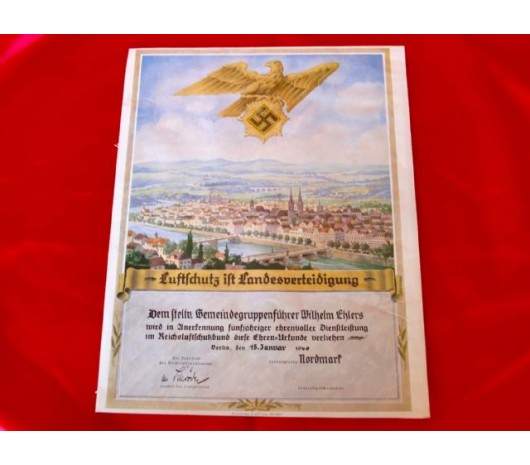 Luftschutz ist Landesverteidigung
Dem stellv. Gemeindegruppenführer Wilhelm Ehlers
wird in Anerkennung fünfjähriger ehrenvoller Dienstleistung
im Reichsluftschutzbund diese Ehren-Urkunde verliehen
Berlin, den 15. Januar 1940
Nordmark